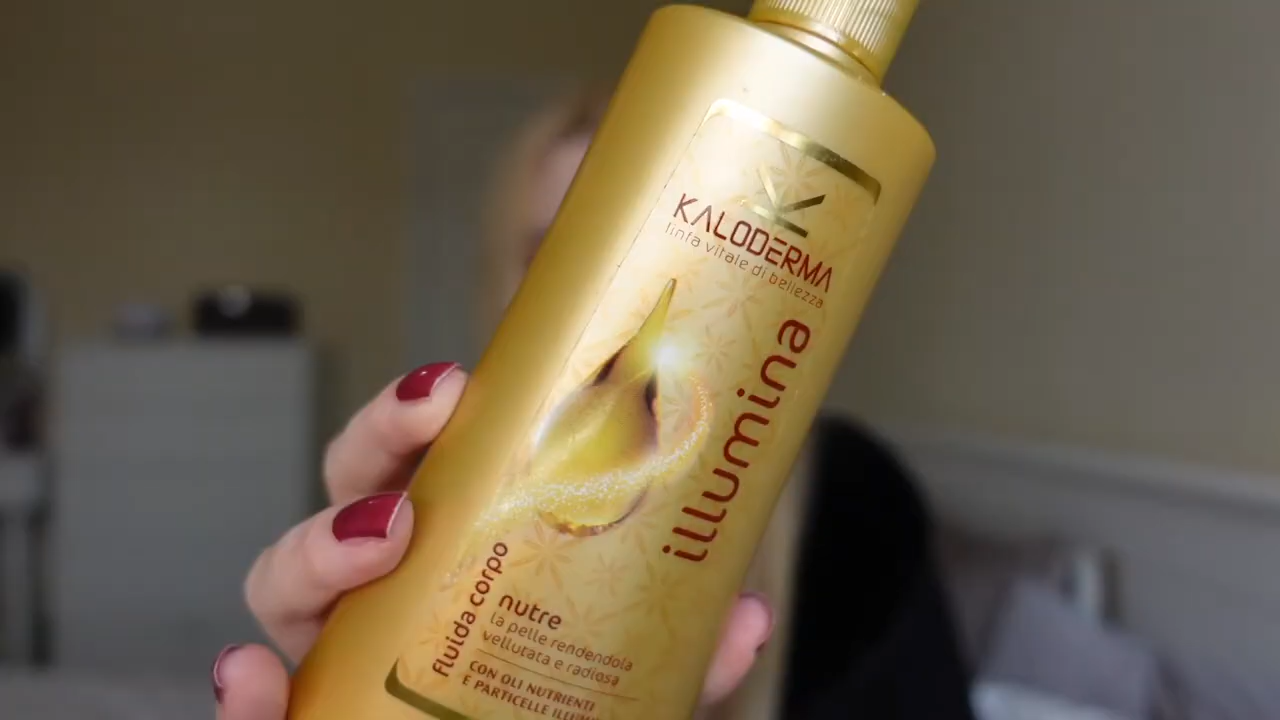 KALODERMA
linfa vitale di bellezza
illumina
fluida corpo
nutre
la pelle rendendola
vellutata e radiosa
CON OLI NUTRIENTI
E PARTICELLE